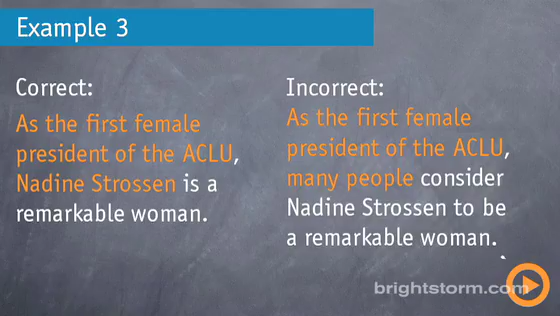 Example 3
Correct:
As the first female
president of the ACLU,
Nadine Strossen is a
remarkable woman.
Incorrect:
As the first female
president of the ACLU,
many people consider
Nadine Strossen to be
a remarkable woman.
brightstorm.com